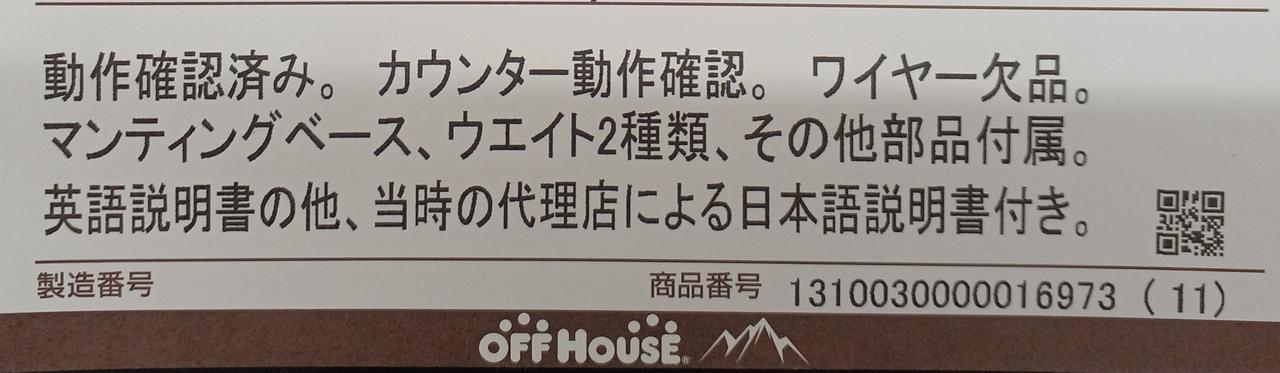 動作確認済み。 カウンター動作確認。 ワイヤー欠品。
マンティングベース、ウエイト2種類、その他部品付属。
英語説明書の他、当時の代理店による日本語説明書付き。
製造番号 商品番号 1310030000016973 (11)
OFF HOUSE®